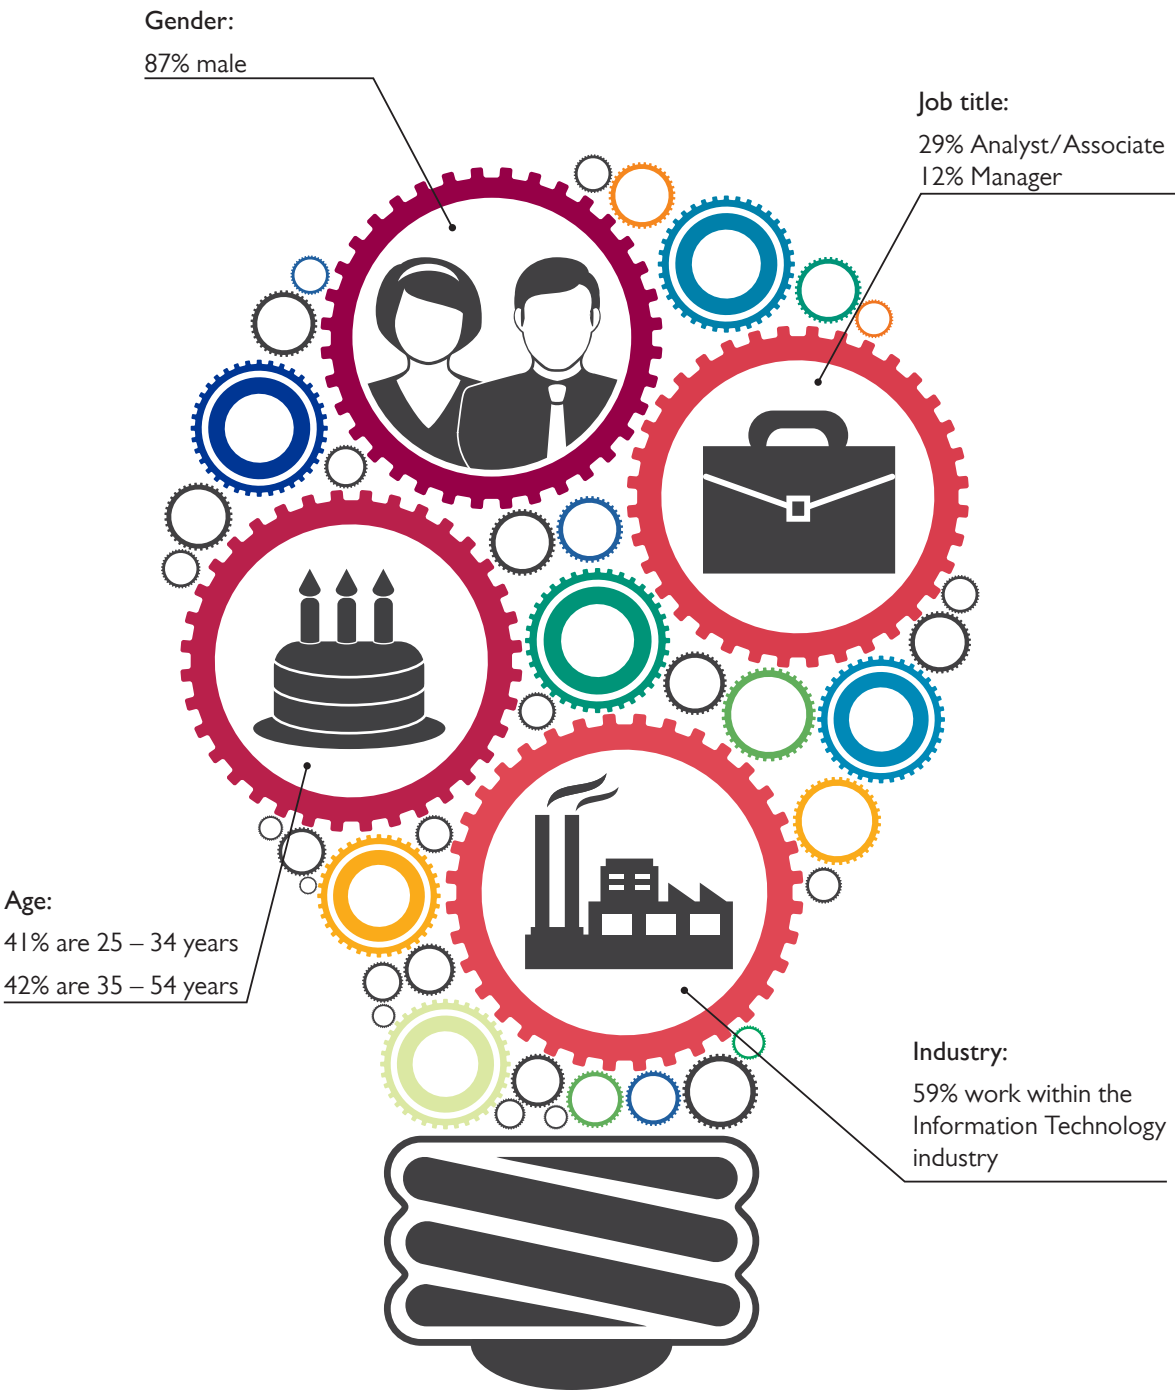 Gender:
87% male
Job title:
29% Analyst/Associate
12% Manager
Age:
41% are 25 – 34 years
42% are 35 – 54 years
Industry:
59% work within the
Information Technology
industry